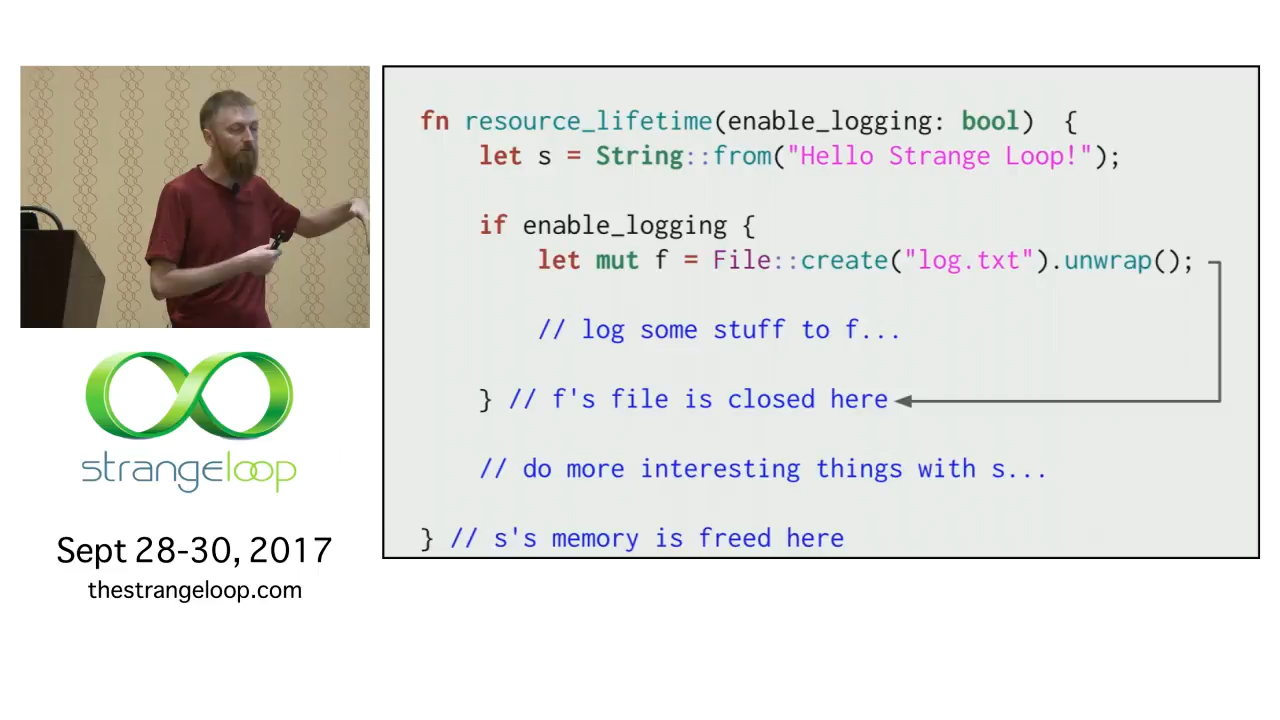 fn resource_lifetime(enable_logging: bool)  {
    let s = String::from("Hello Strange Loop!");
    if enable_logging {
        let mut f = File::create("log.txt").unwrap();
        // log some stuff to f...
    } // f's file is closed here
    // do more interesting things with s...
} // s's memory is freed here
strangeloop
Sept 28-30, 2017
thestrangeloop.com